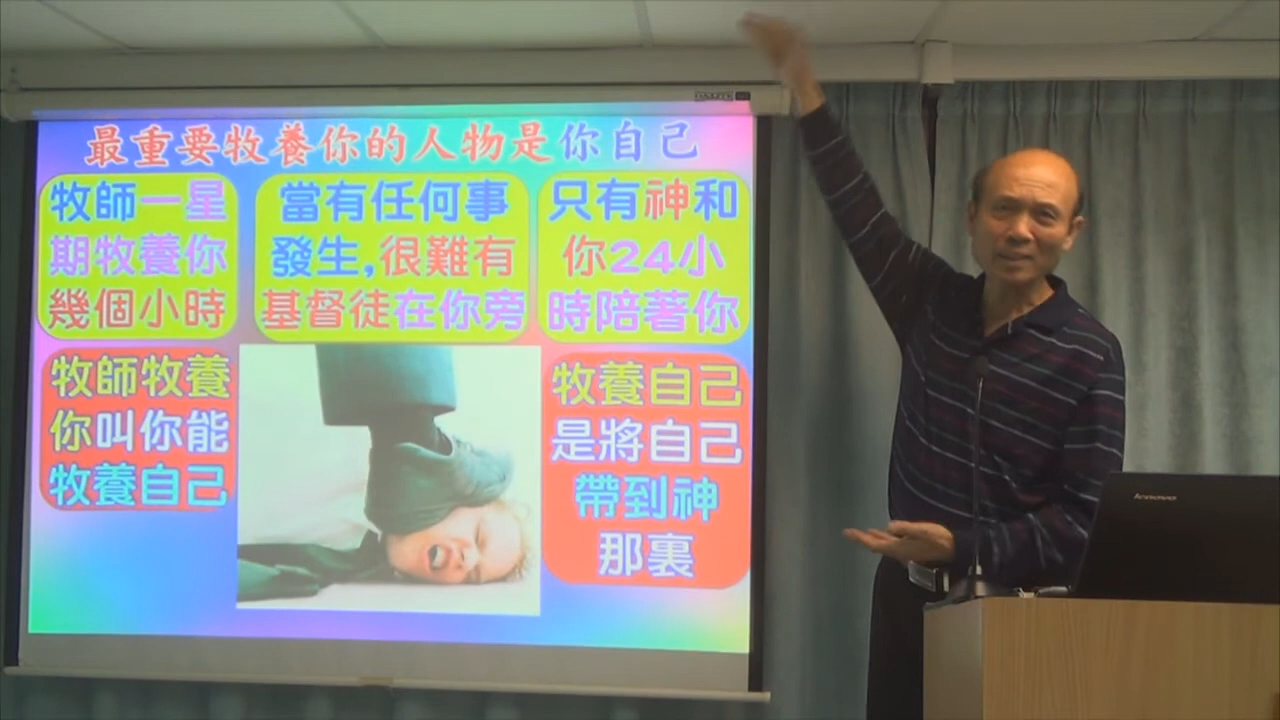 最重要牧養你的人物是你自己
牧師一星
期牧養你
幾個小時
當有任何事
發生,很難有
基督徒在你旁
只有神和
你24小
時陪著你
牧師牧養
你叫你能
牧養自己
牧養自己
是將自己
帶到神
那裏
lenovo